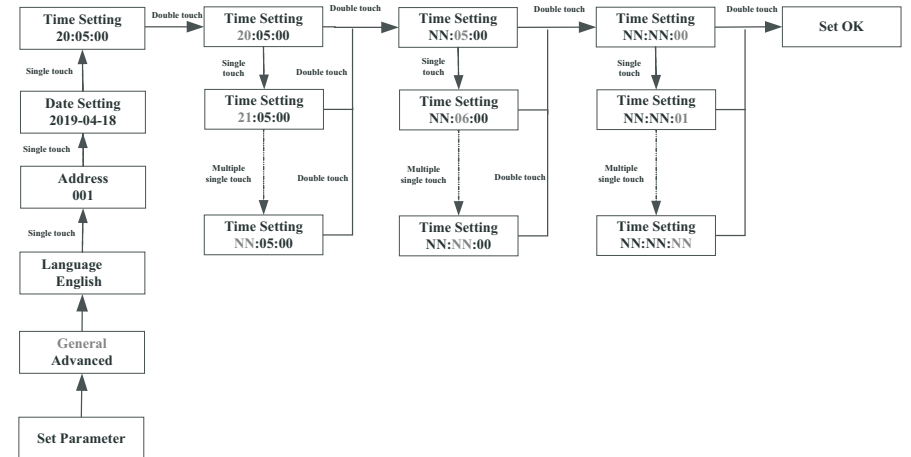 Time Setting
20:05:00
Double touch
Time Setting
20:05:00
Double touch
Time Setting
NN:05:00
Double touch
Time Setting
NN:NN:00
Double touch
Set OK
Single touch
Single
touch
Double touch
Single
touch
Single
touch
Date Setting
2019-04-18
Time Setting
21:05:00
Time Setting
NN:06:00
Time Setting
NN:NN:01
Single touch
Address
001
Multiple
single touch
Double touch
Multiple
single touch
Double touch
Multiple
single touch
Single touch
Time Setting
NN:05:00
Time Setting
NN:NN:00
Time Setting
NN:NN:NN
Language
English
General
Advanced
Set Parameter